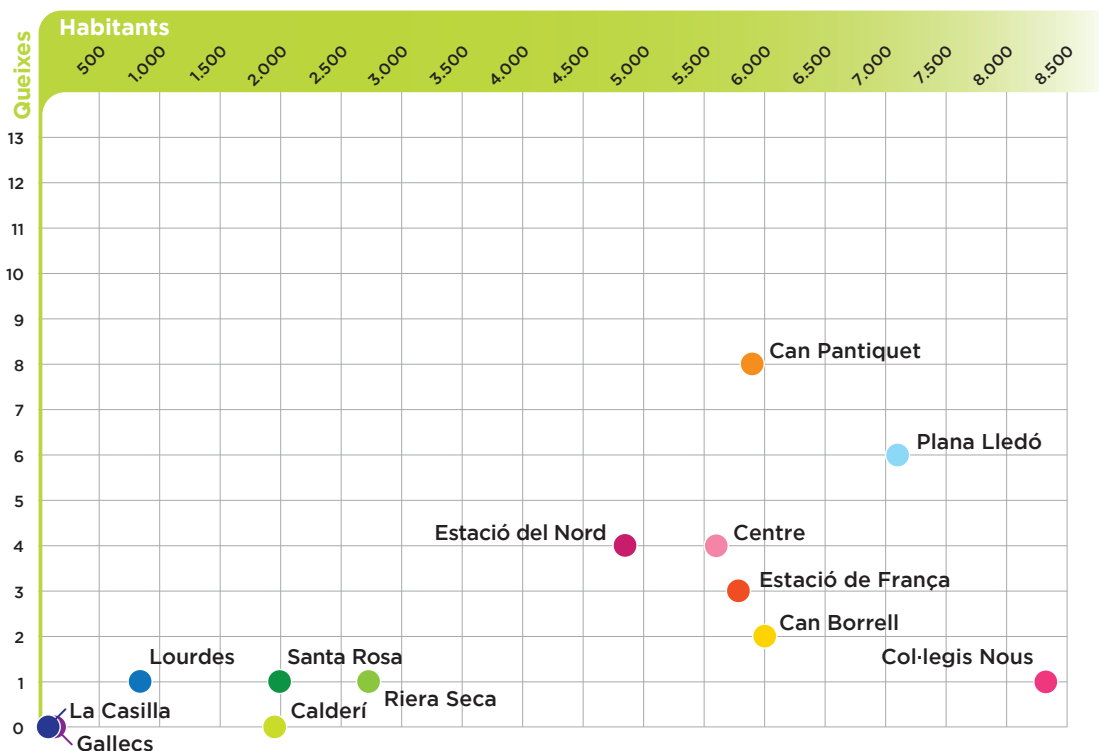 Habitants
Queixes
500
1.000
1.500
2.000
2.500
3.000
3.500
4.000
4.500
5.000
5.500
6.000
6.500
7.000
7.500
8.000
8.500
13
12
11
10
9
8
7
6
5
4
3
2
1
0
Can Pantiquet
Plana Lledó
Estació del Nord
Centre
Estació de França
Can Borrell
Lourdes
Santa Rosa
Col·legis Nous
Riera Seca
La Casilla
Calderí
Gallecs